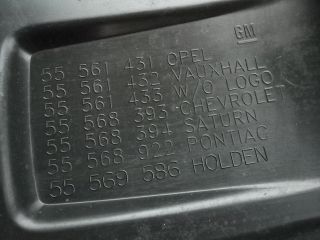 GM
55 561 431 OPEL
55 561 432 VAUXHALL
55 561 433 W/O LOGO
55 568 393 CHEVROLET
55 568 394 SATURN
55 568 922 PONTIAC
55 569 586 HOLDEN